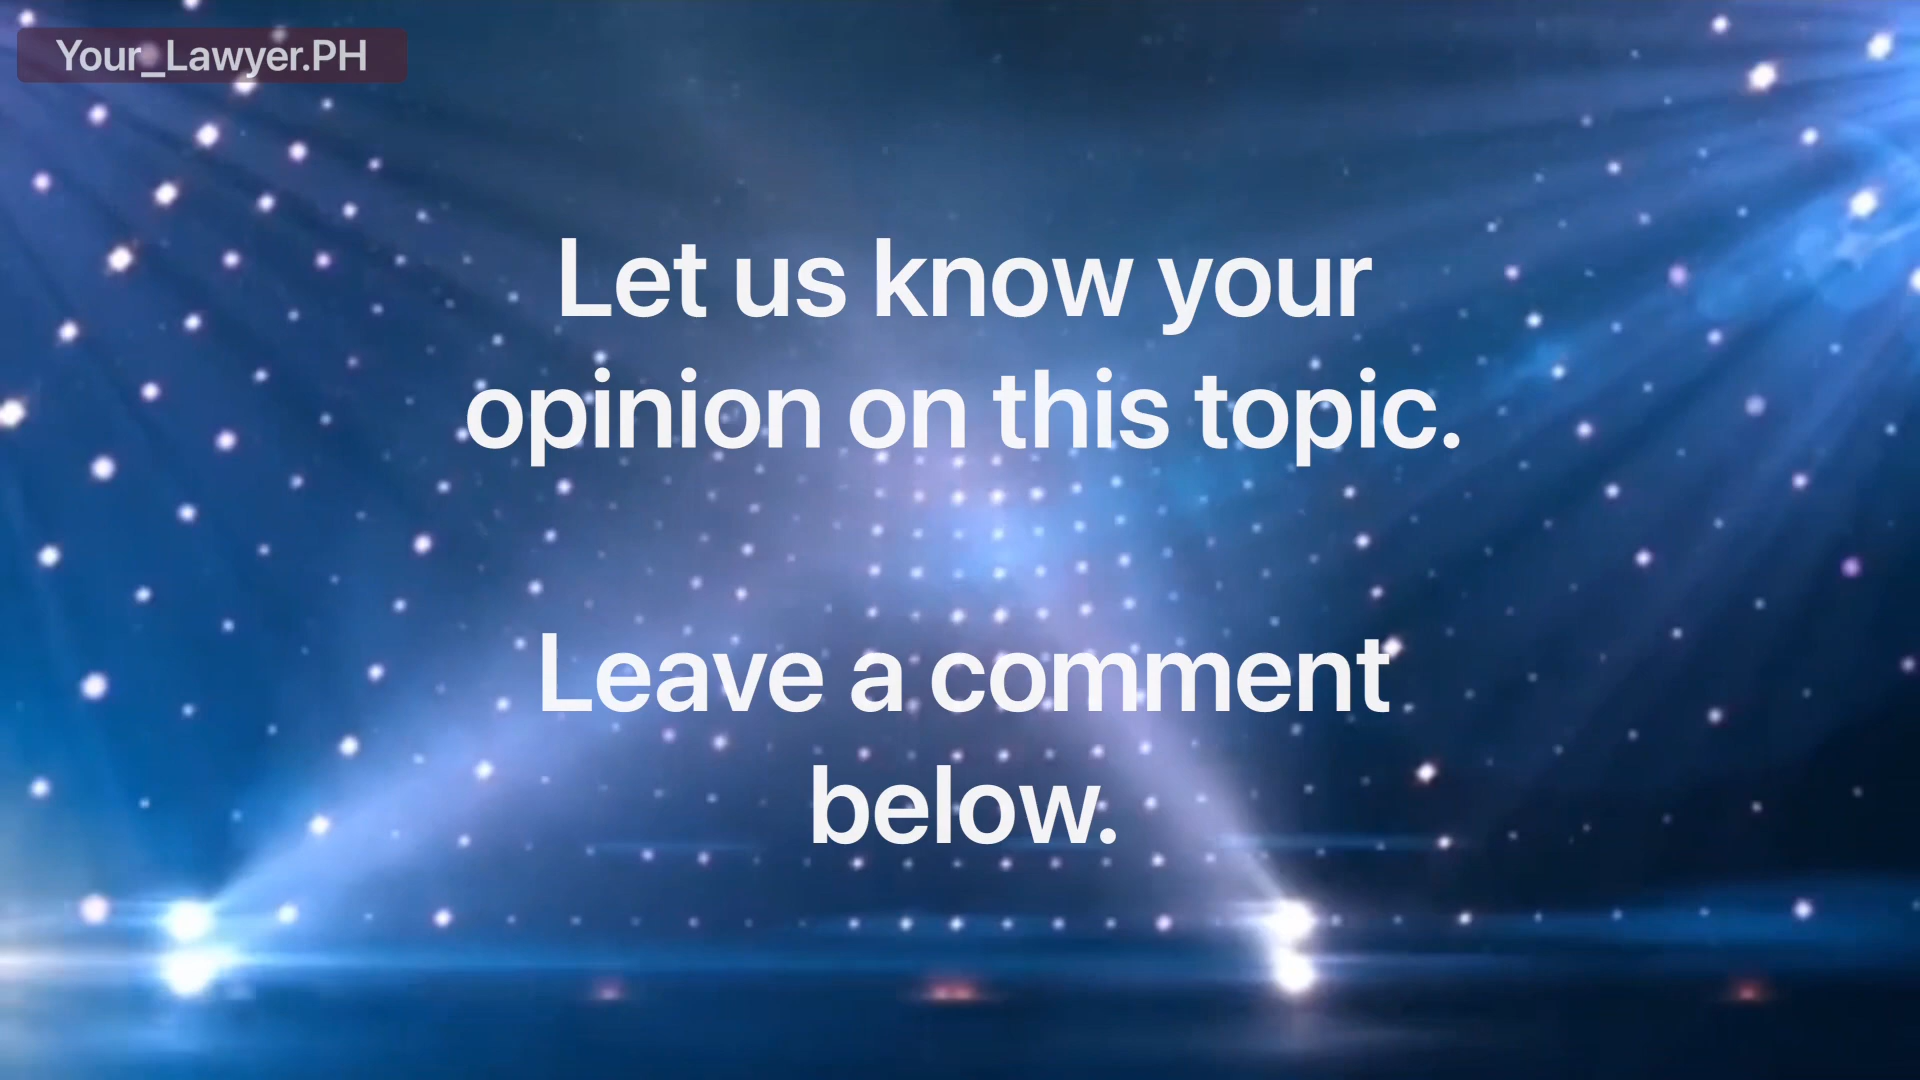 Your_Lawyer.PH
Let us know your
opinion on this topic.
Leave a comment
below.